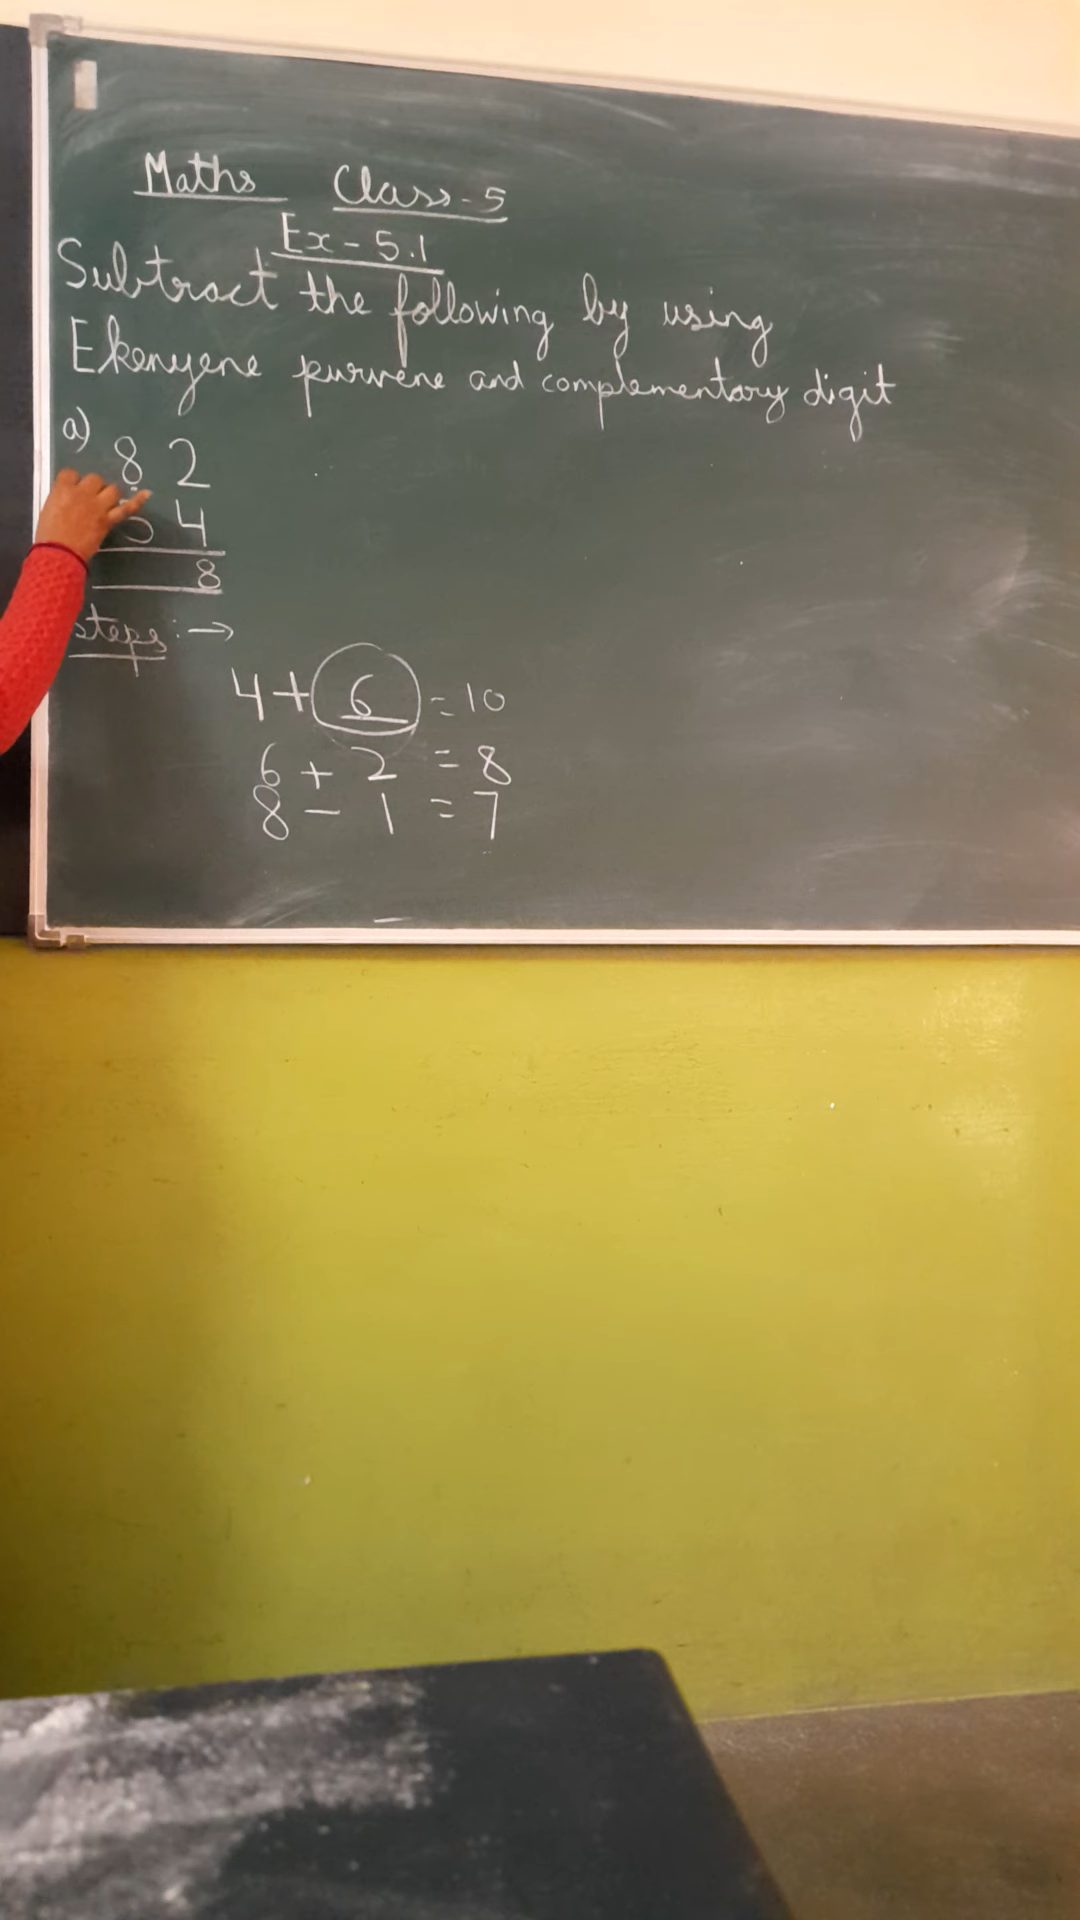 Maths Class-5
Ex-5.1
Subtract the following by using
Ekenyene purvene and complementary digit
a)
8 2
4
8
steps :→
4+6=10
6+2=8
8-1=7